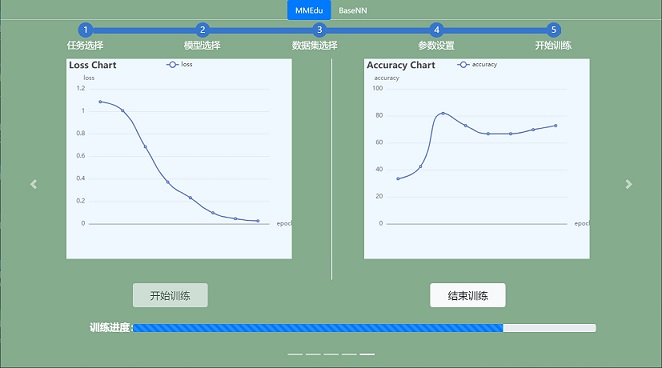 MMEdu BaseNN
1 2 3 4 5
任务选择 模型选择 数据集选择 参数设置 开始训练
Loss Chart loss
loss
1.2
1
0.8
0.6
0.4
0.2
0
epoch
Accuracy Chart accuracy
accuracy
100
80
60
40
20
0
epoch
开始训练 结束训练
训练进度: